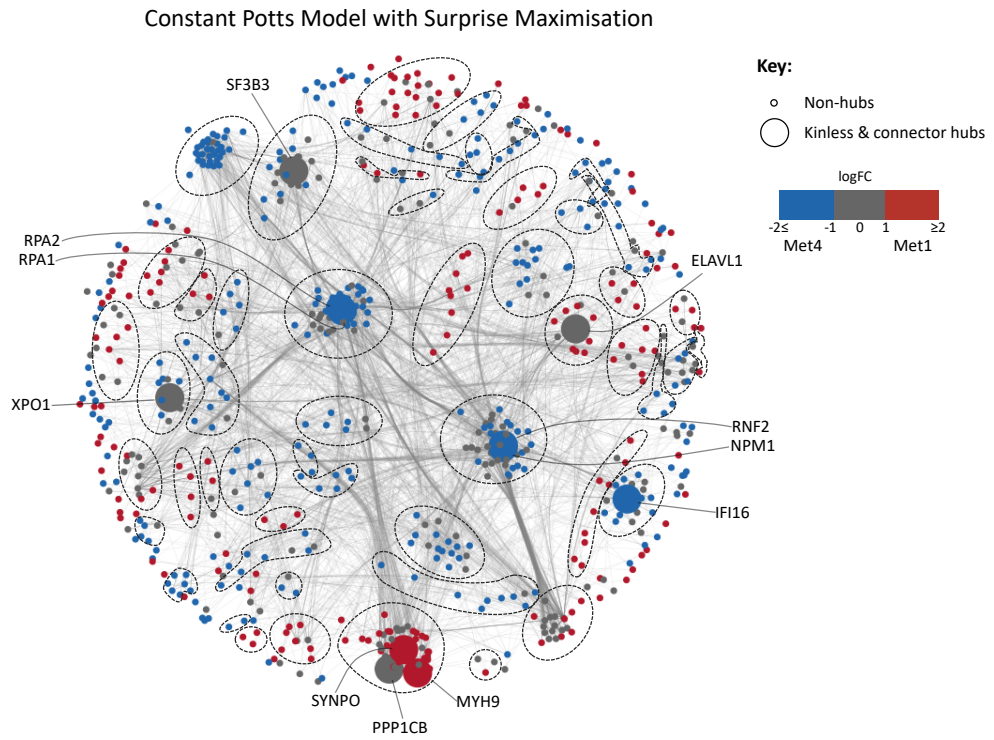 Constant Potts Model with Surprise Maximisation
Key:
Non-hubs
Kinless & connector hubs
logFC
-2≤ -1 0 1 ≥2
Met4 Met1
SF3B3
RPA2
RPA1
ELAVL1
XPO1
RNF2
NPM1
IFI16
SYNPO
MYH9
PPP1CB